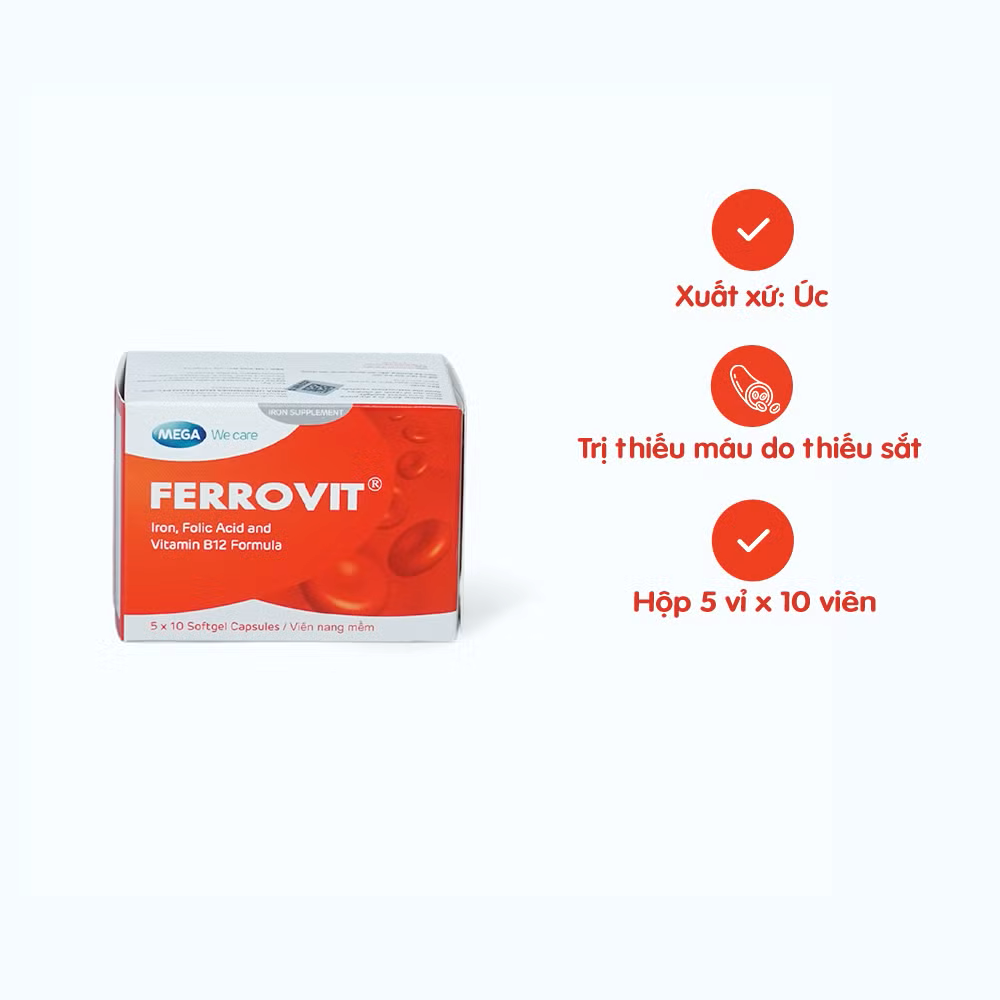 IRON SUPPLEMENT
MEGA We care
FERROVIT®
Iron, Folic Acid and
Vitamin B12 Formula
5 x 10 Softgel Capsules / Viên nang mềm
Xuất xứ: Úc
Trị thiếu máu do thiếu sắt
Hộp 5 vỉ x 10 viên